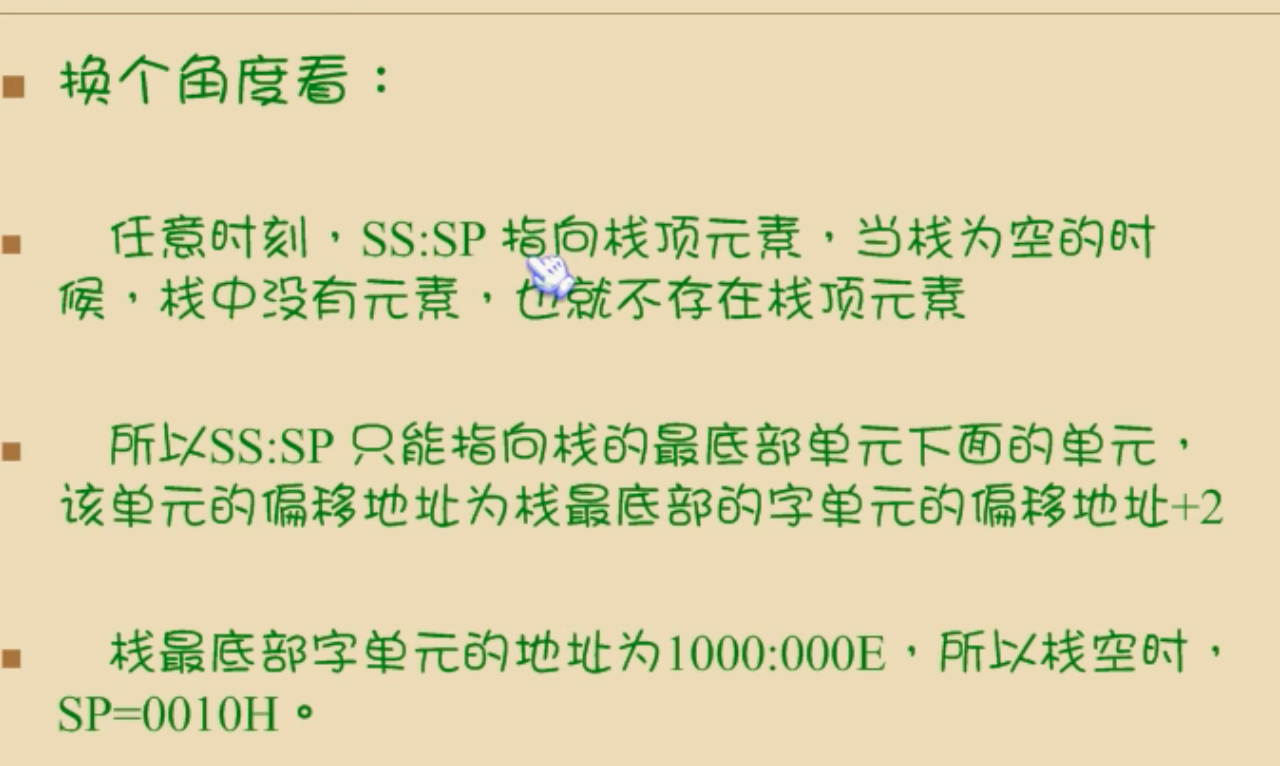 换个角度看：
任意时刻，SS:SP 指向栈顶元素，当栈为空的时
候，栈中没有元素，也就不存在栈顶元素
所以SS:SP 只能指向栈的最底部单元下面的单元，
该单元的偏移地址为栈最底部的字单元的偏移地址+2
栈最底部字单元的地址为1000:000E，所以栈空时，
SP=0010H。